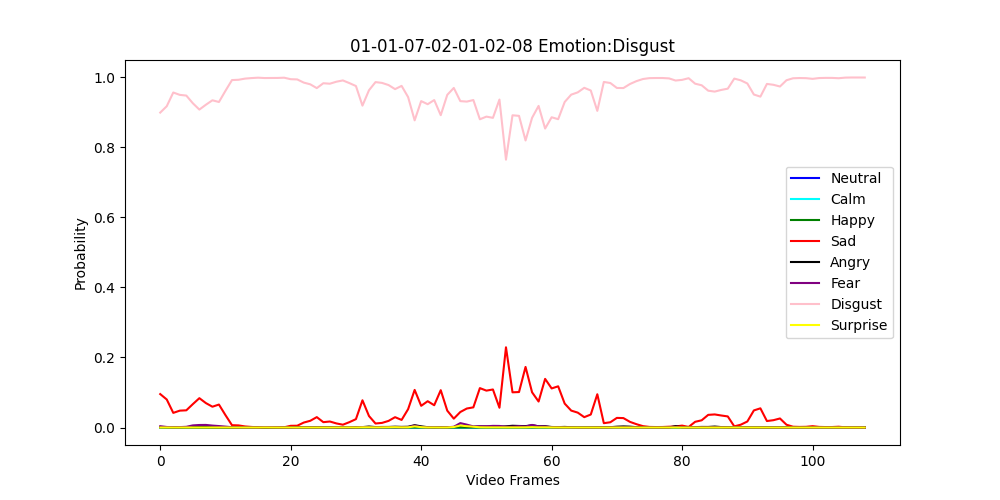 01-01-07-02-01-02-08 Emotion:Disgust
1.0
0.8
0.6
0.4
0.2
0.0
Probability
0 20 40 60 80 100
Video Frames
Neutral
Calm
Happy
Sad
Angry
Fear
Disgust
Surprise